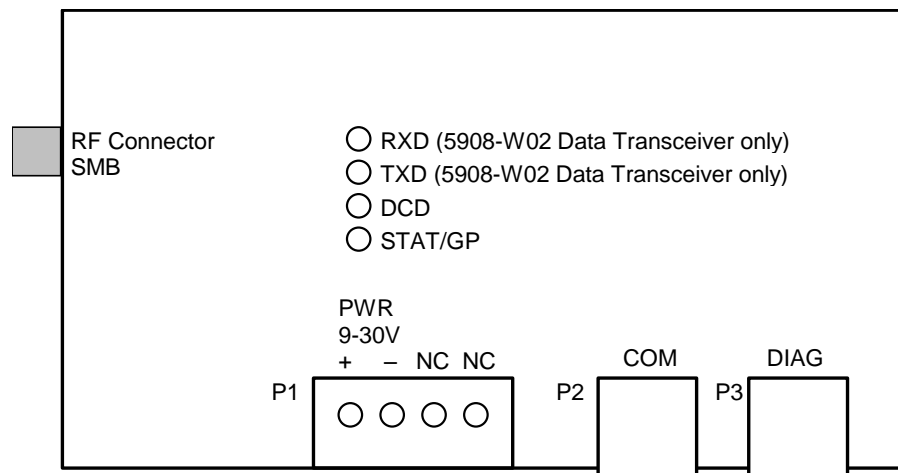 RF Connector
SMB
RXD (5908-W02 Data Transceiver only)
TXD (5908-W02 Data Transceiver only)
DCD
STAT/GP
PWR
9-30V
+ – NC NC
P1
COM
P2
DIAG
P3